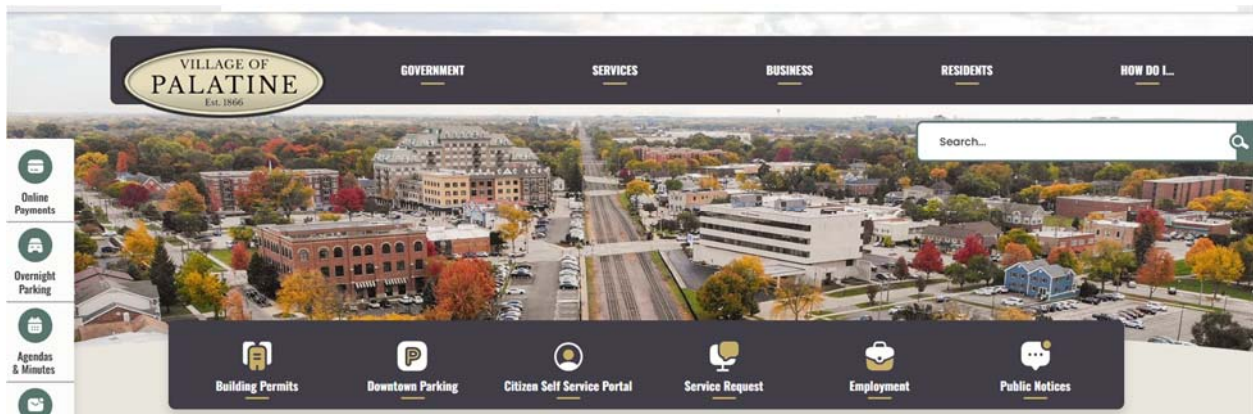 VILLAGE OF
PALATINE
Est. 1866
GOVERNMENT
SERVICES
BUSINESS
RESIDENTS
HOW DO I...
Search...
Online
Payments
Overnight
Parking
Agendas
& Minutes
Building Permits
P
Downtown Parking
Citizen Self Service Portal
Service Request
Employment
Public Notices